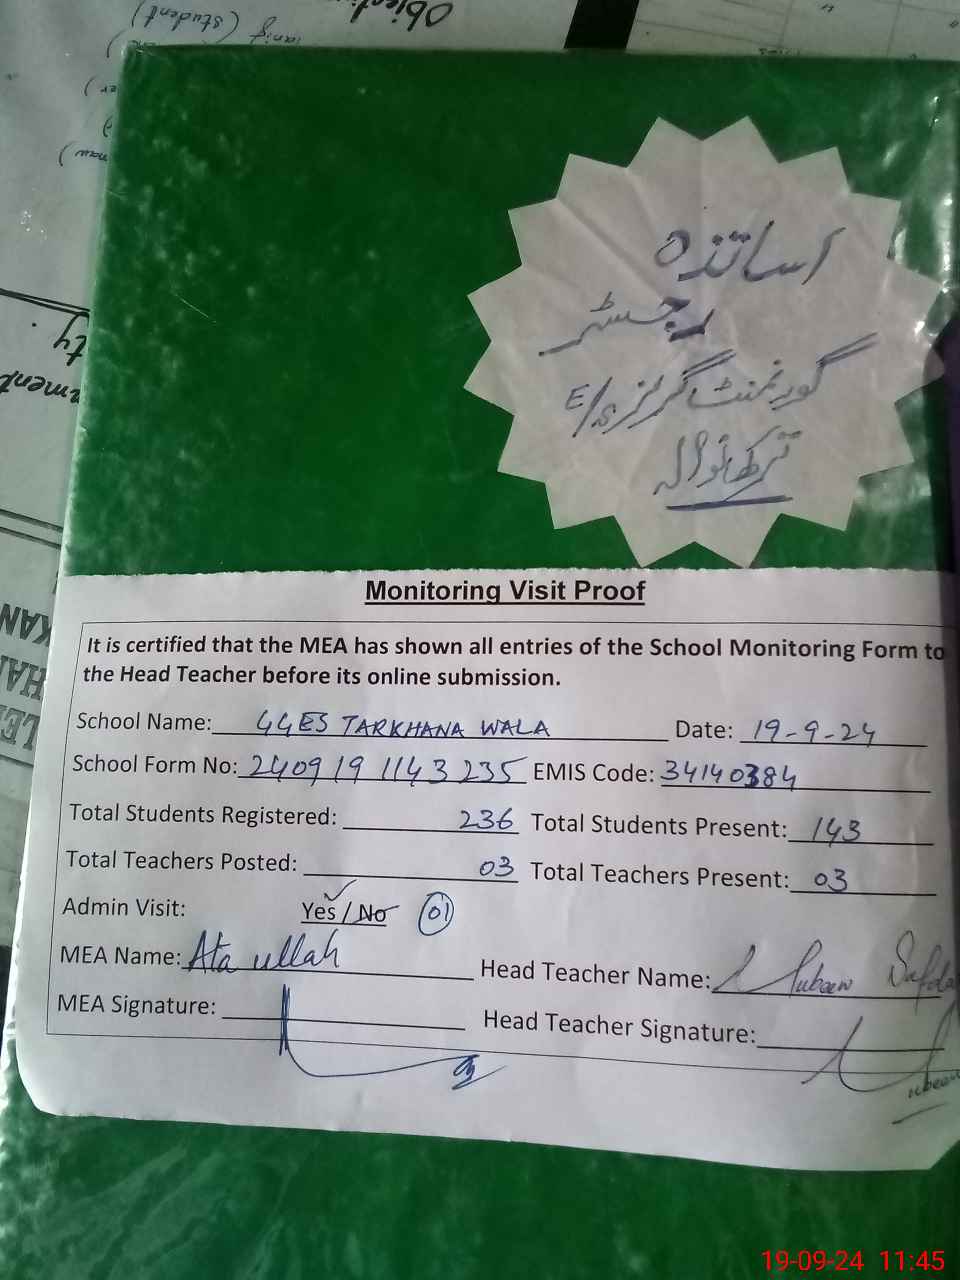 Objectiv
(student)
اساتذہ
رجسٹر
گورنمنٹ گرلز E/S
ترکھانوالہ
Monitoring Visit Proof
It is certified that the MEA has shown all entries of the School Monitoring Form to
the Head Teacher before its online submission.
School Name: GGES TARKHANA WALA Date: 19-9-24
School Form No: 2409191143235 EMIS Code: 34140384
Total Students Registered: 236 Total Students Present: 143
Total Teachers Posted: 03 Total Teachers Present: 03
Admin Visit: Yes / No 01
MEA Name: Ata ullah Head Teacher Name:
MEA Signature: Head Teacher Signature:
19-09-24 11:45